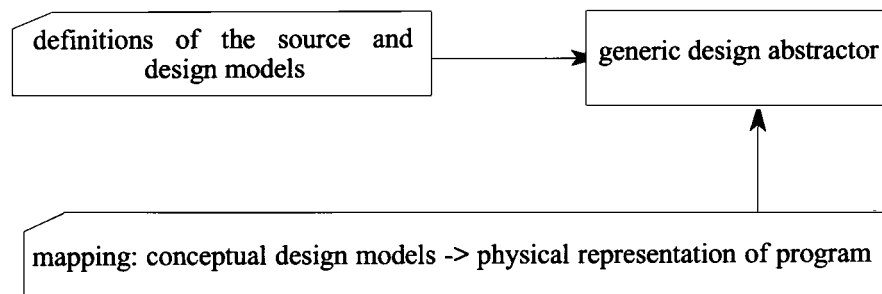 definitions of the source and
design models
generic design abstractor
mapping: conceptual design models -> physical representation of program